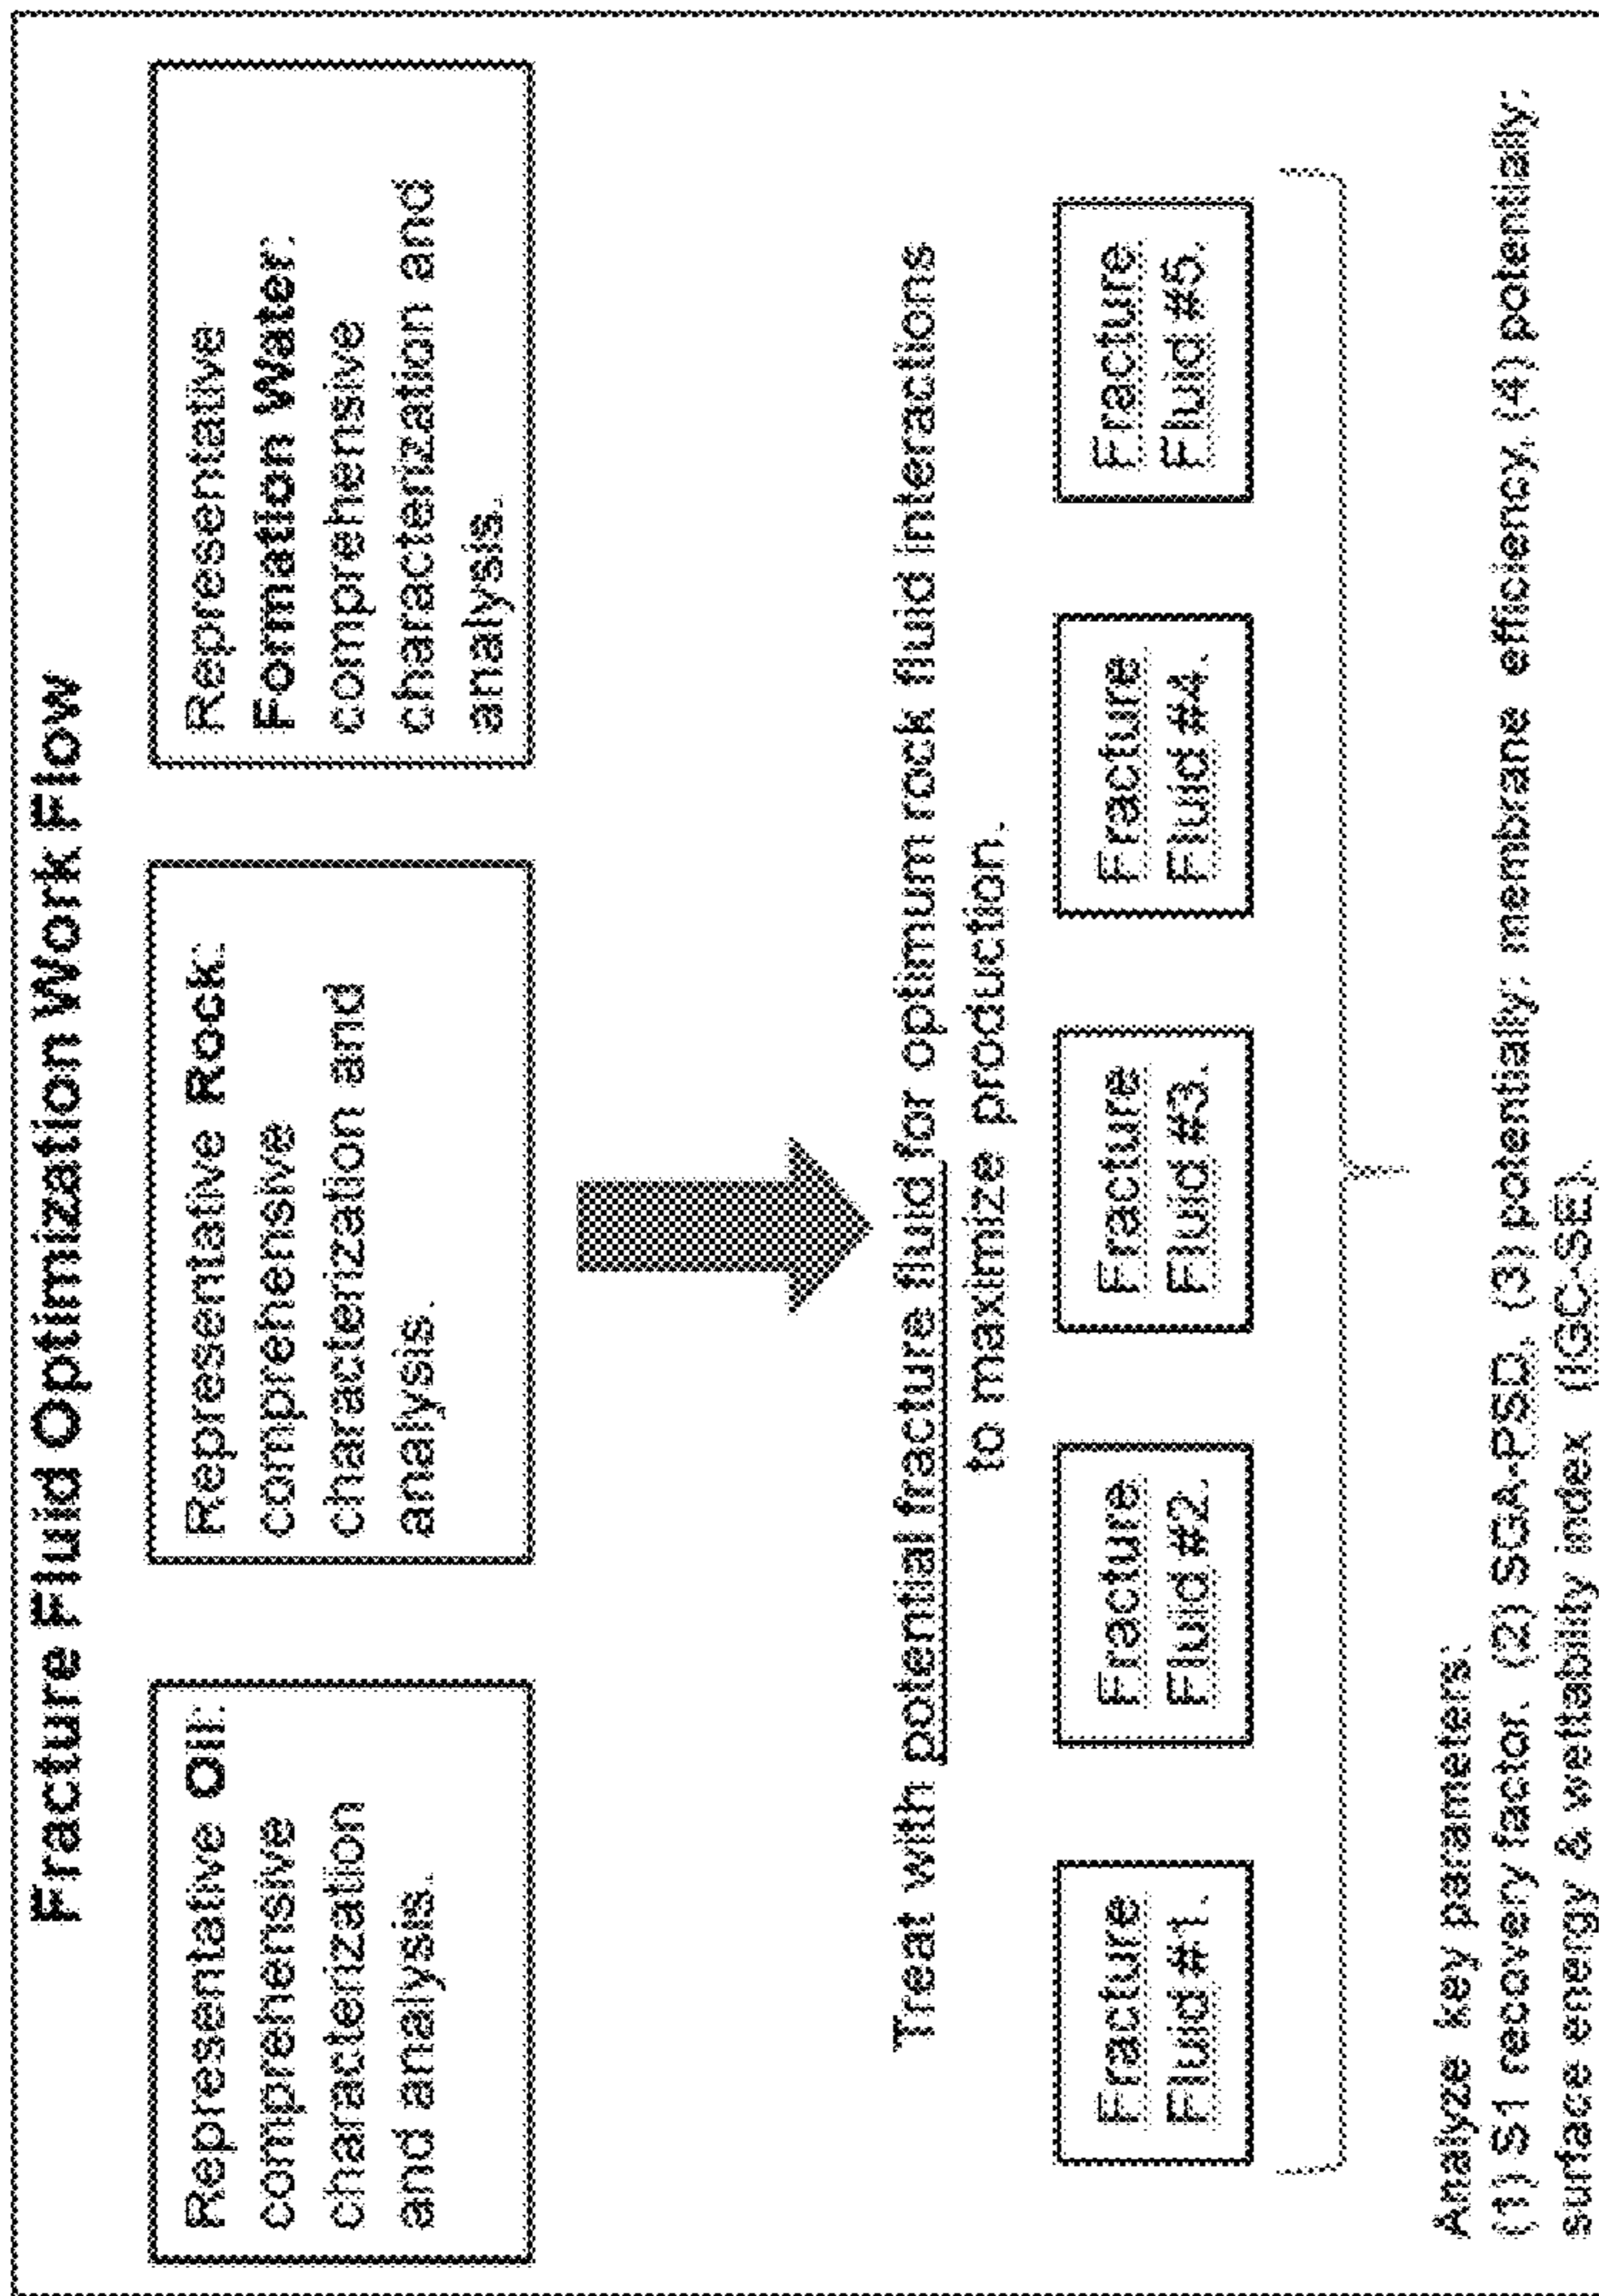 Fracture Fluid Optimization Work Flow
Representative Oil:
comprehensive
characterization
and analysis.
Representative Rock:
comprehensive
characterization and
analysis.
Representative
Formation Water:
comprehensive
characterization and
analysis.
Treat with potential fracture fluid for optimum rock fluid interactions
to maximize production.
Fracture
Fluid #1.
Fracture
Fluid #2.
Fracture
Fluid #3.
Fracture
Fluid #4.
Fracture
Fluid #5.
Analyze key parameters:
(1) S1 recovery factor. (2) SGA-PSD, (3) potentially: membrane efficiency, (4) potentially:
surface energy & wettability index (IGC-SE).